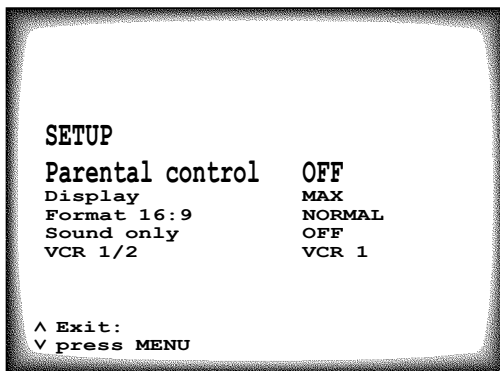 SETUP
Parental control OFF
Display MAX
Format 16:9 NORMAL
Sound only OFF
VCR 1/2 VCR 1
∧ Exit:
∨ press MENU